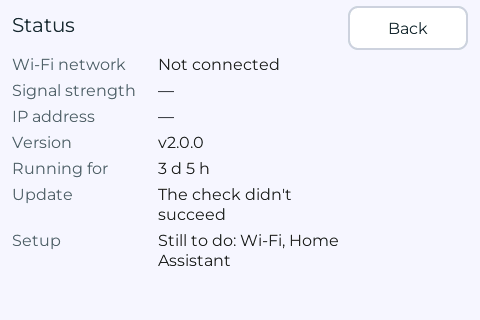 Status
Back
Wi-Fi network Not connected
Signal strength —
IP address —
Version v2.0.0
Running for 3 d 5 h
Update The check didn't
succeed
Setup Still to do: Wi-Fi, Home
Assistant